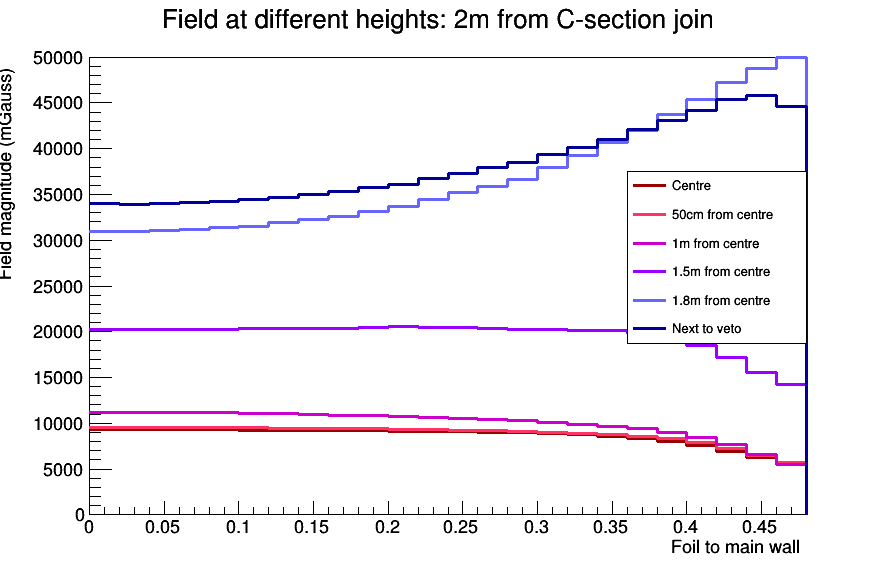 Field at different heights: 2m from C-section join
Field magnitude (mGauss)
50000
45000
40000
35000
30000
25000
20000
15000
10000
5000
0
Centre
50cm from centre
1m from centre
1.5m from centre
1.8m from centre
Next to veto
0 0.05 0.1 0.15 0.2 0.25 0.3 0.35 0.4 0.45
Foil to main wall